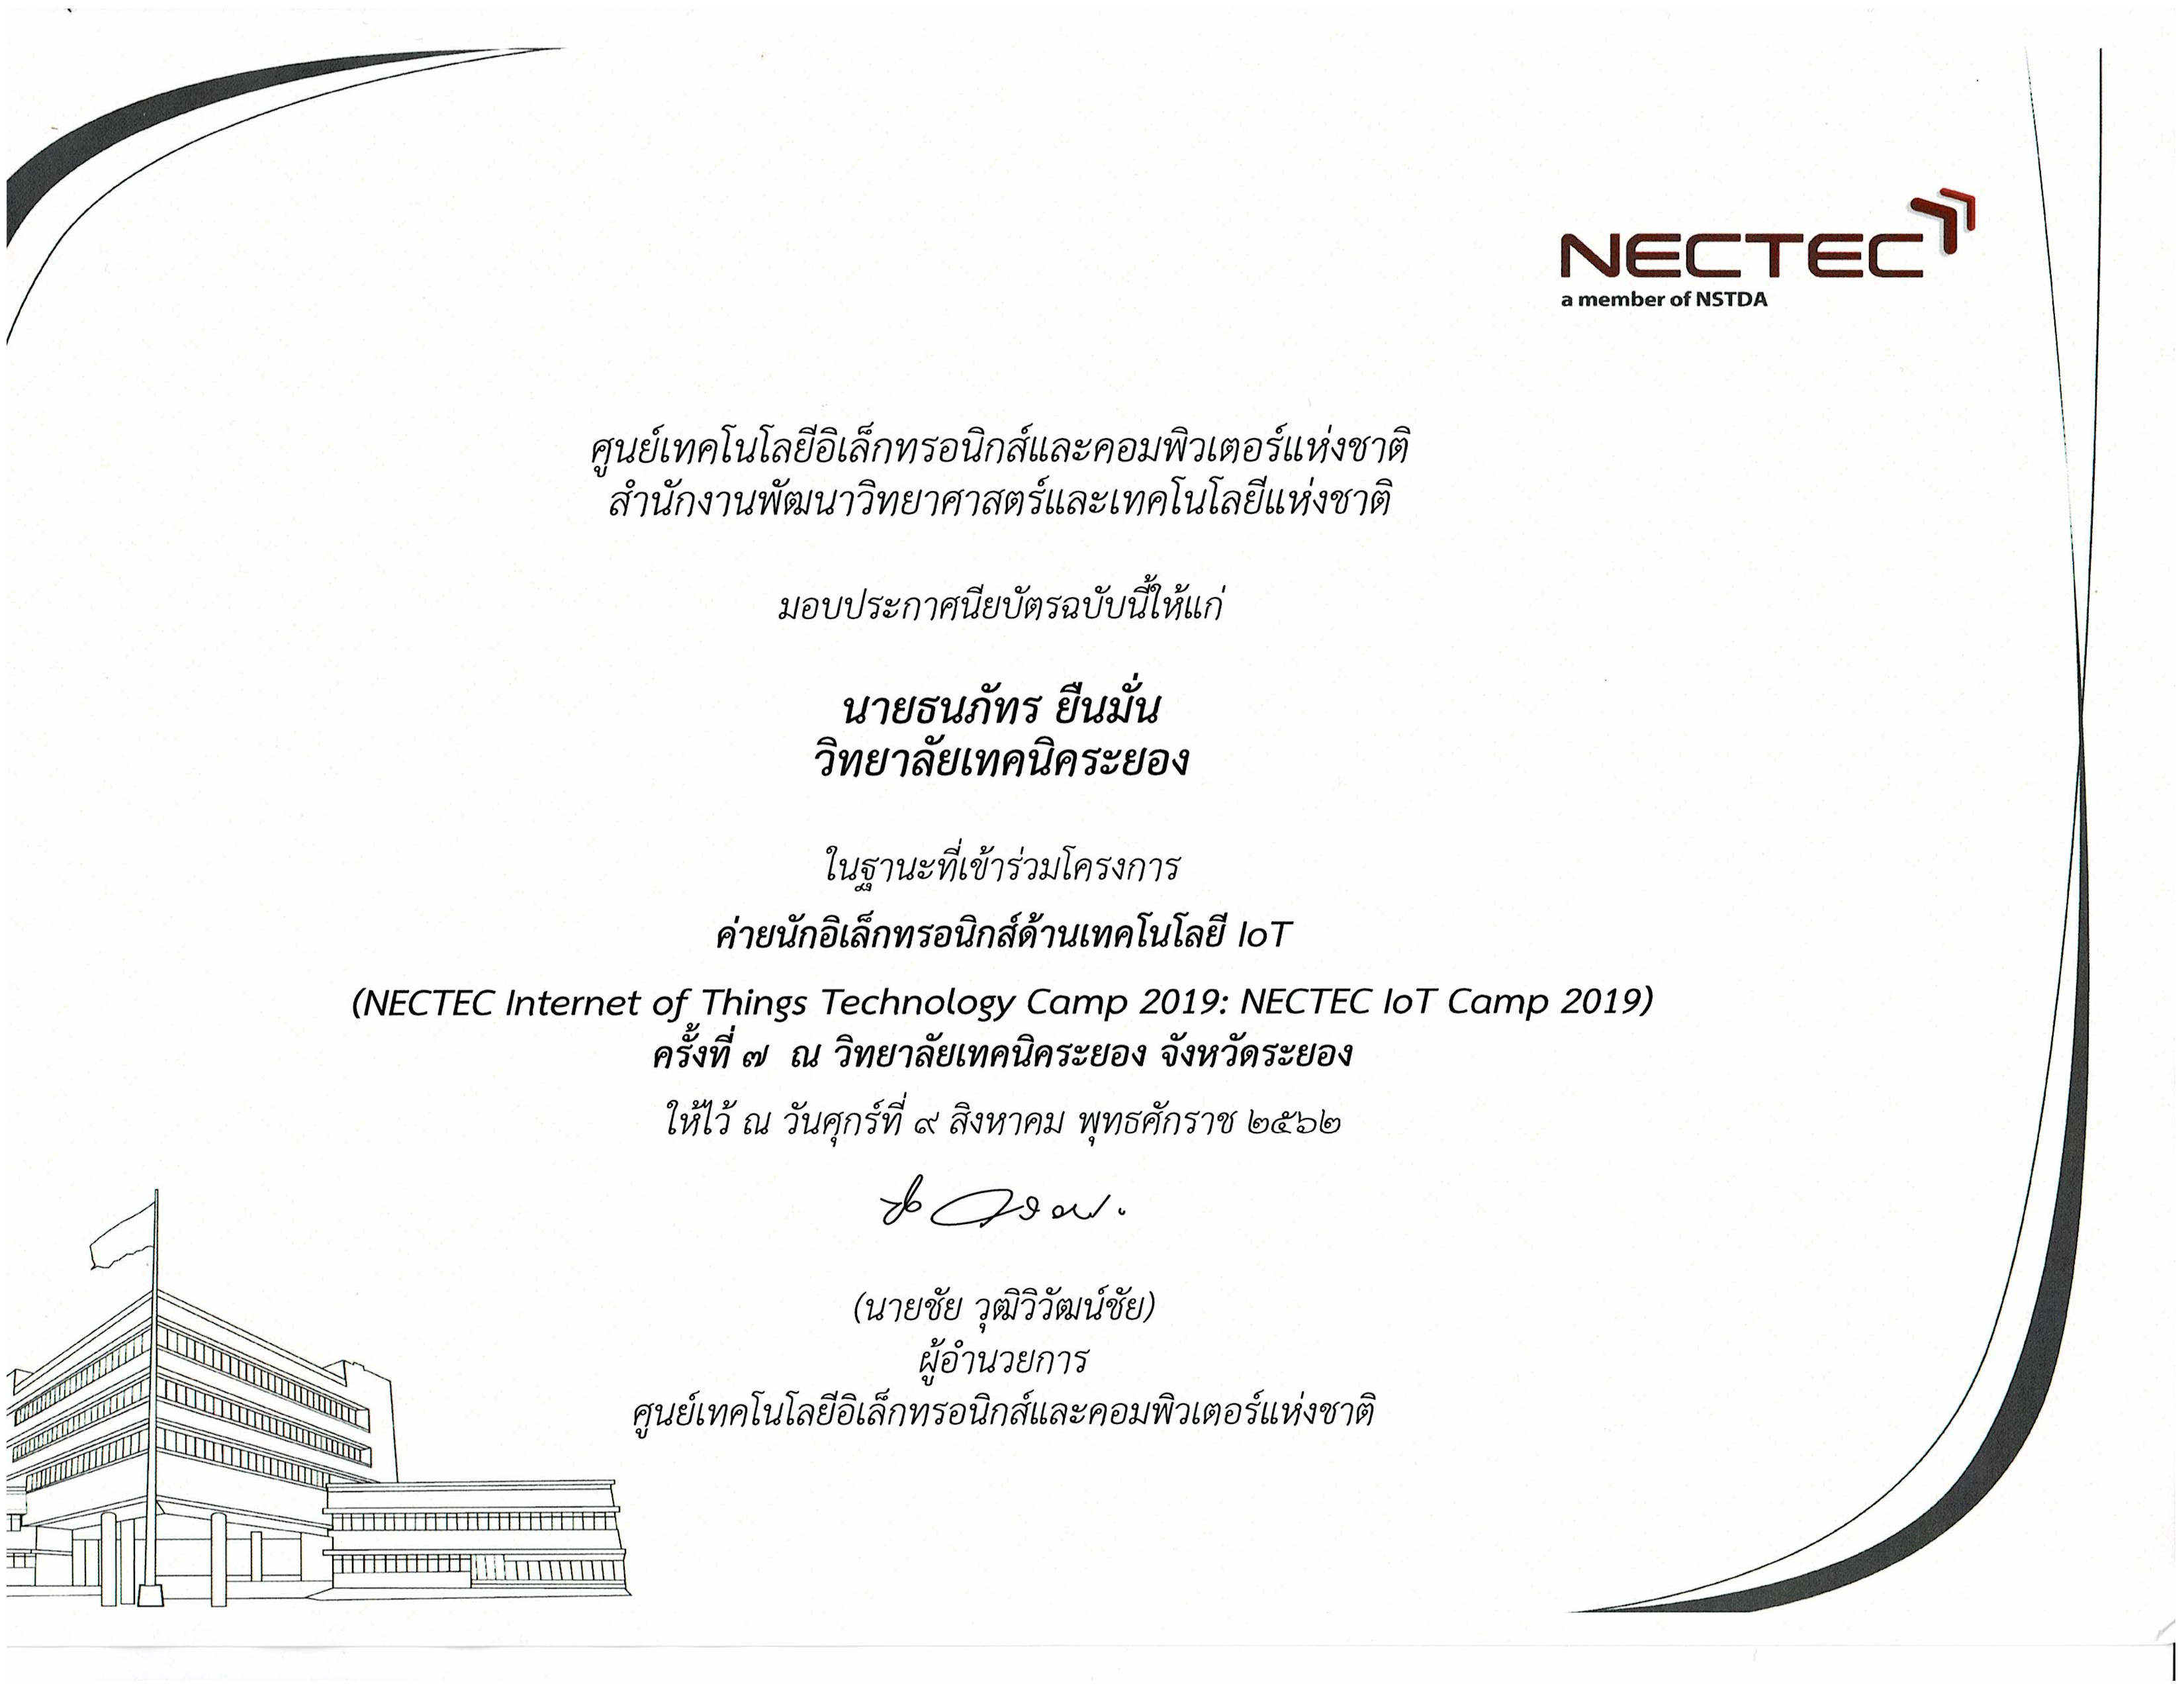 NECTEC
a member of NSTDA
ศูนย์เทคโนโลยีอิเล็กทรอนิกส์และคอมพิวเตอร์แห่งชาติ
สำนักงานพัฒนาวิทยาศาสตร์และเทคโนโลยีแห่งชาติ
มอบประกาศนียบัตรฉบับนี้ให้แก่
นายธนภัทร ยืนมั่น
วิทยาลัยเทคนิคระยอง
ในฐานะที่เข้าร่วมโครงการ
ค่ายนักอิเล็กทรอนิกส์ด้านเทคโนโลยี IoT
(NECTEC Internet of Things Technology Camp 2019: NECTEC IoT Camp 2019)
ครั้งที่ ๗ ณ วิทยาลัยเทคนิคระยอง จังหวัดระยอง
ให้ไว้ ณ วันศุกร์ที่ ๙ สิงหาคม พุทธศักราช ๒๕๖๒
(นายชัย วุฒิวิวัฒน์ชัย)
ผู้อำนวยการ
ศูนย์เทคโนโลยีอิเล็กทรอนิกส์และคอมพิวเตอร์แห่งชาติ